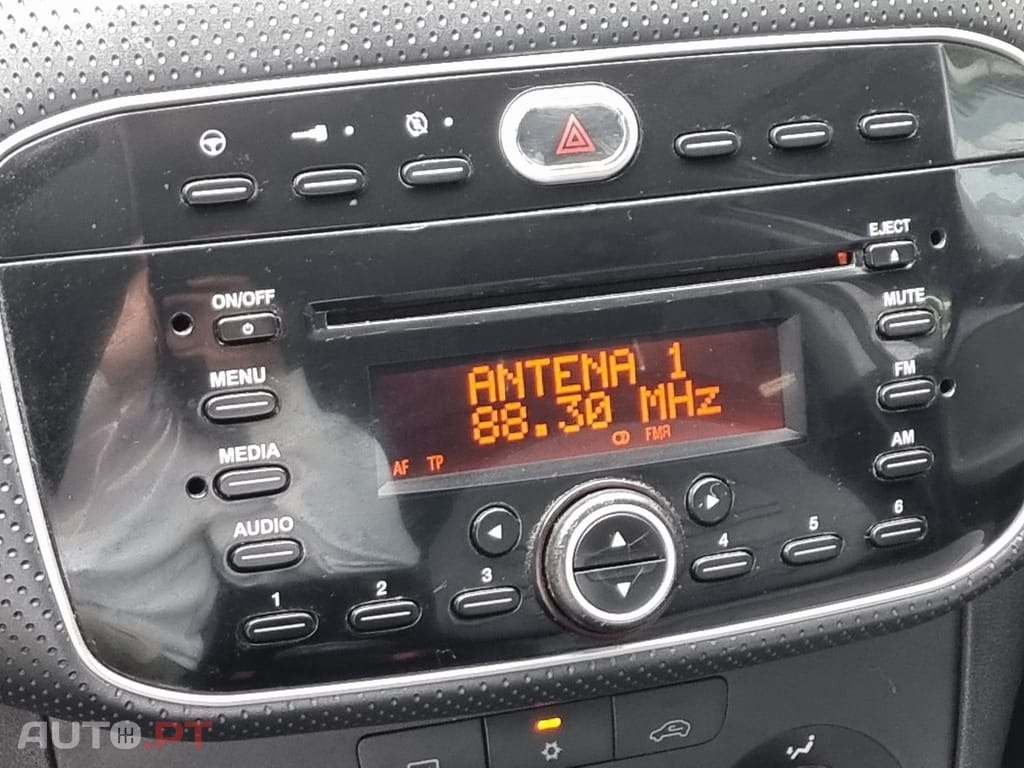 EJECT
ON/OFF
MUTE
ANTENA 1
MENU
FM
88.30 MHz
FMA
AF TP
AM
MEDIA
AUDIO
1
2
3
4
5
6
AUTO.PT